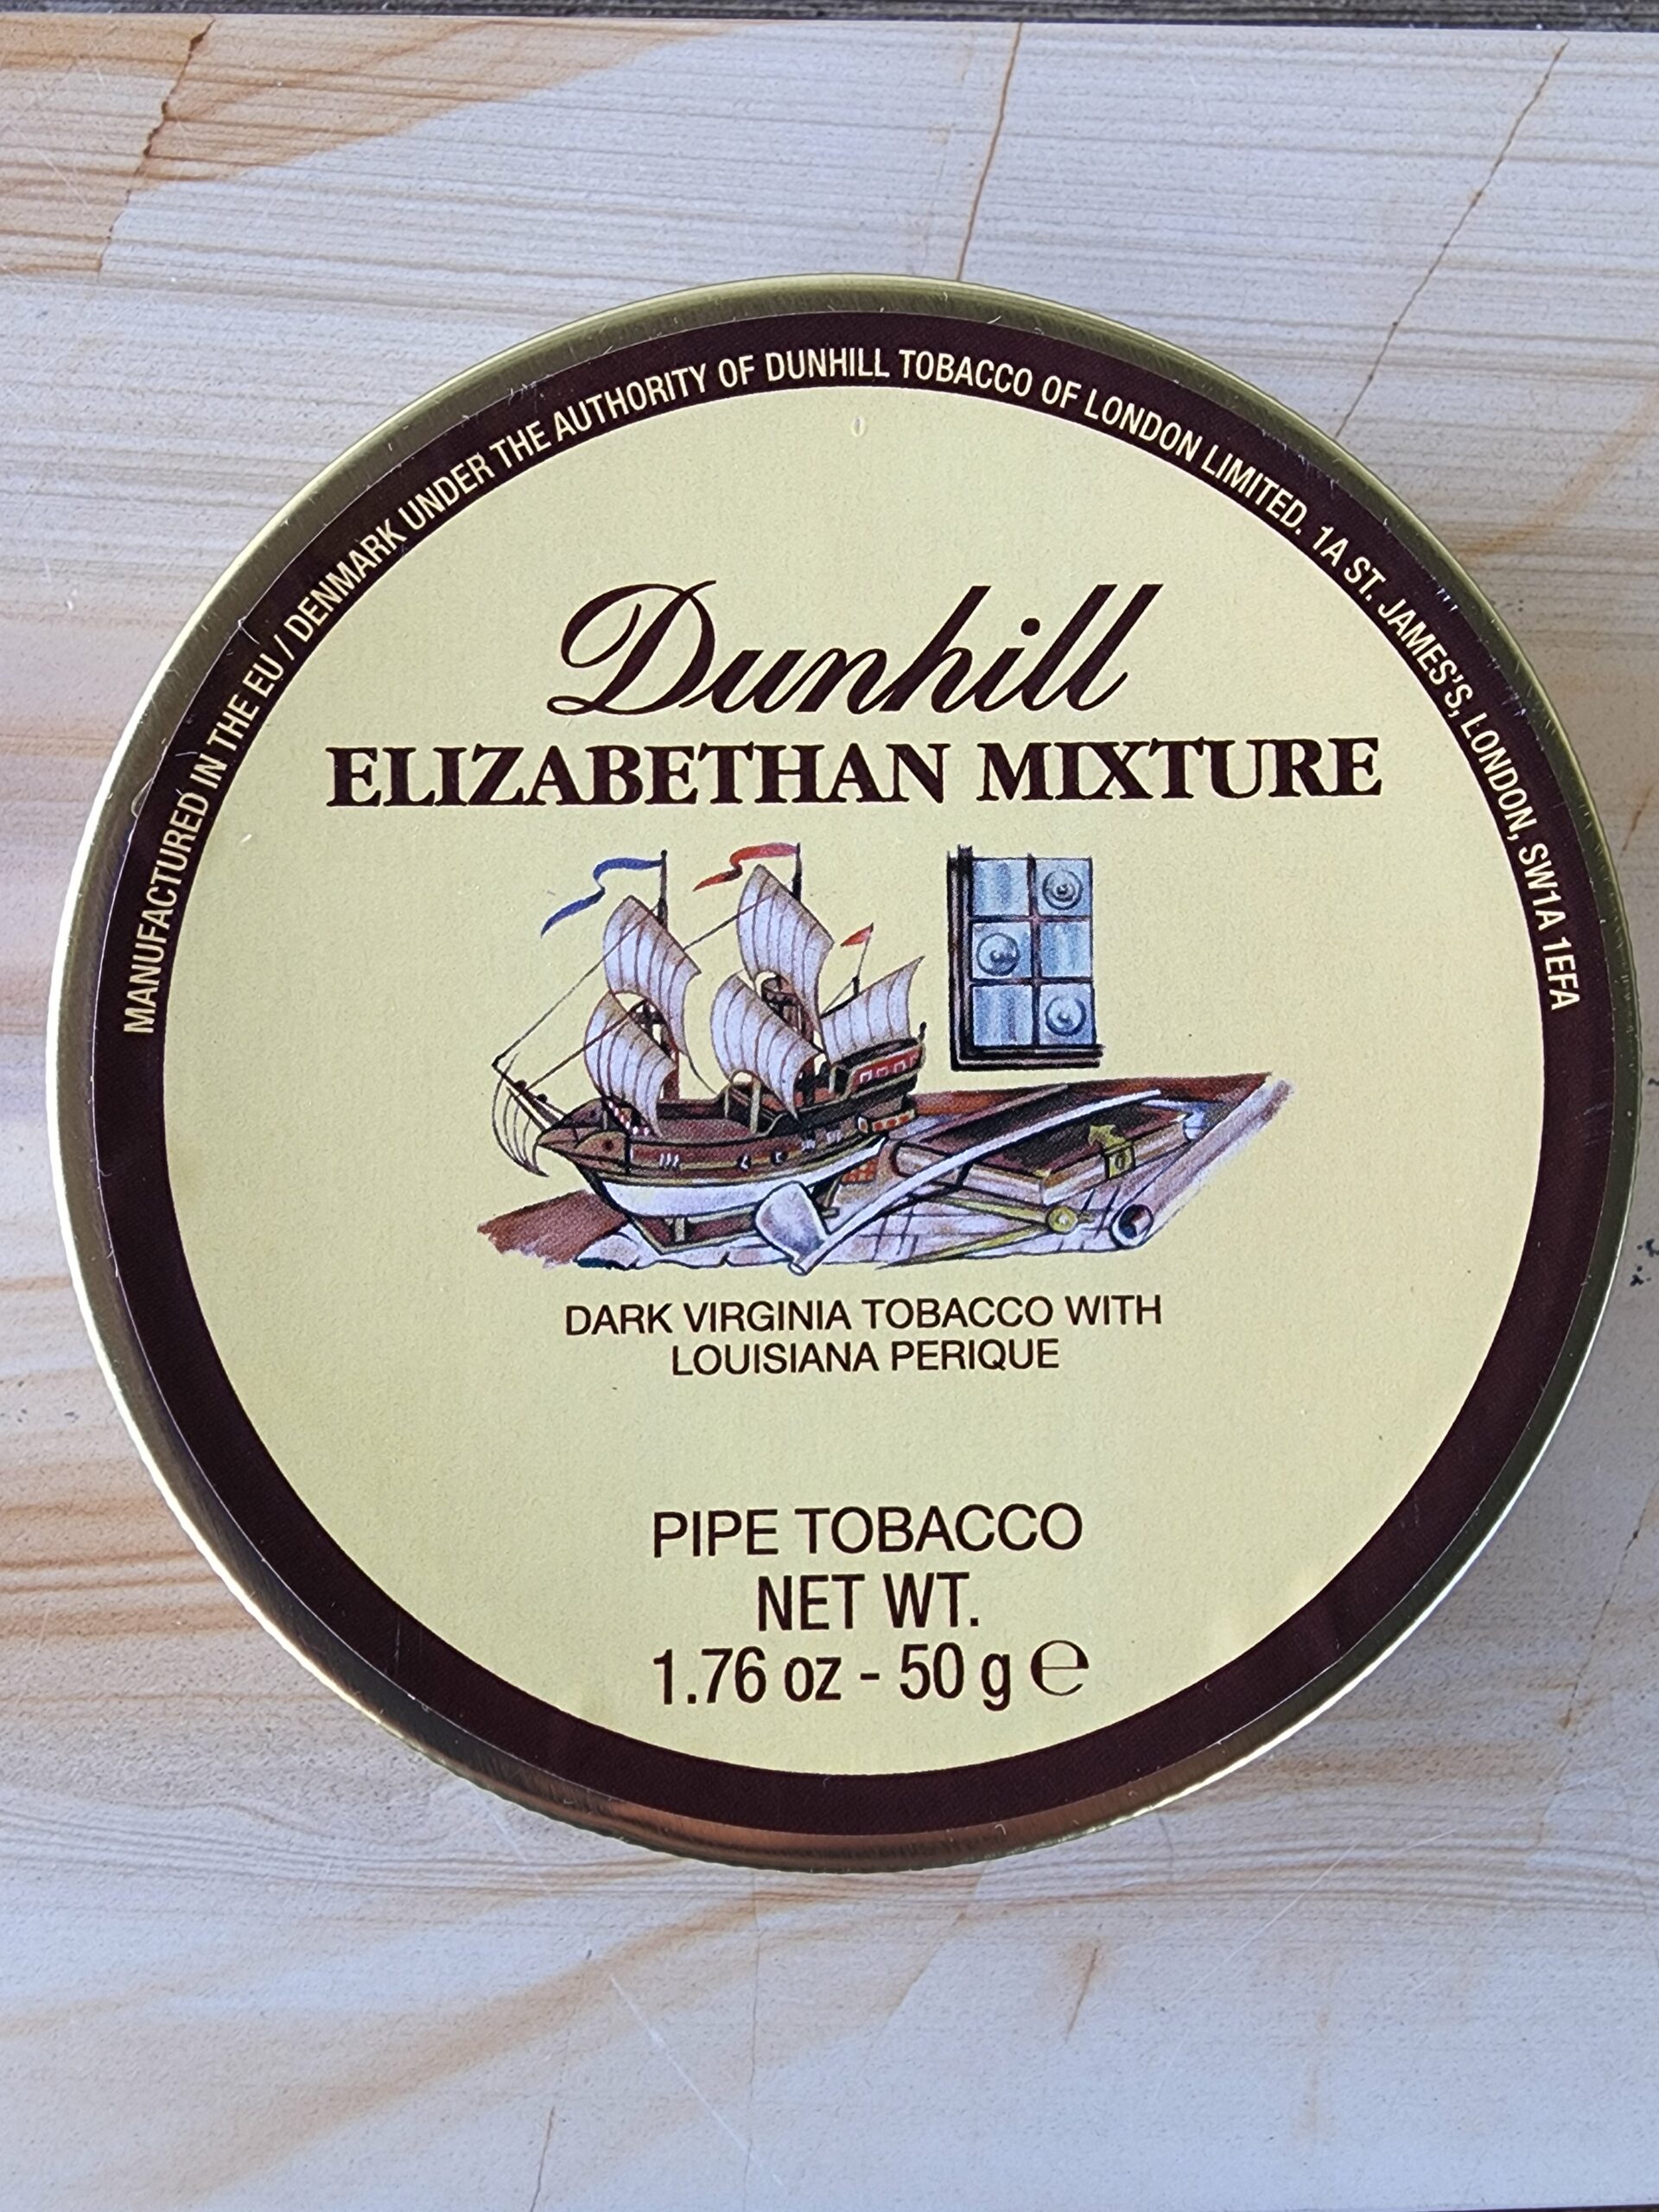 MANUFACTURED IN THE EU / DENMARK UNDER THE AUTHORITY OF DUNHILL TOBACCO OF LONDON LIMITED. 1A ST. JAMES'S, LONDON, SW1A 1EFA
Dunhill
ELIZABETHAN MIXTURE
DARK VIRGINIA TOBACCO WITH
LOUISIANA PERIQUE
PIPE TOBACCO
NET WT.
1.76 oz - 50 g ℮